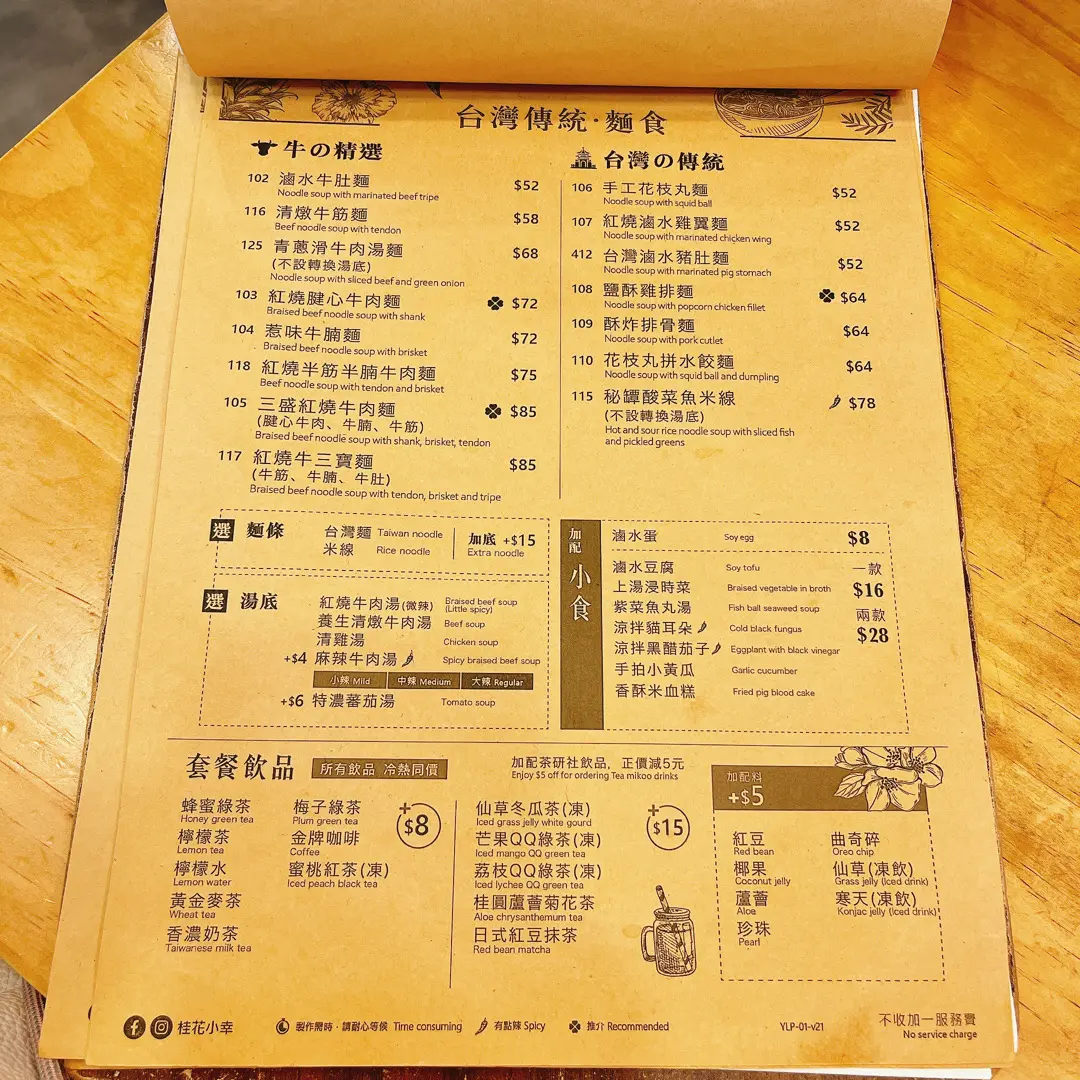 台灣傳統·麵食
牛の精選
102 滷水牛肚麵 $52
Noodle soup with marinated beef tripe
116 清燉牛筋麵 $58
Beef noodle soup with tendon
125 青蔥滑牛肉湯麵 $68
(不設轉換湯底)
Noodle soup with sliced beef and green onion
103 紅燒腱心牛肉麵 $72
Braised beef noodle soup with shank
104 惹味牛腩麵 $72
Braised beef noodle soup with brisket
118 紅燒半筋半腩牛肉麵 $75
Beef noodle soup with tendon and brisket
105 三盛紅燒牛肉麵 $85
(腱心牛肉、牛腩、牛筋)
Braised beef noodle soup with shank, brisket, tendon
117 紅燒牛三寶麵 $85
(牛筋、牛腩、牛肚)
Braised beef noodle soup with tendon, brisket and tripe
台灣の傳統
106 手工花枝丸麵 $52
Noodle soup with squid ball
107 紅燒滷水雞翼麵 $52
Noodle soup with marinated chicken wing
412 台灣滷水豬肚麵 $52
Noodle soup with marinated pig stomach
108 鹽酥雞排麵 $64
Noodle soup with popcorn chicken fillet
109 酥炸排骨麵 $64
Noodle soup with pork cutlet
110 花枝丸拼水餃麵 $64
Noodle soup with squid ball and dumpling
115 秘罈酸菜魚米線 $78
(不設轉換湯底)
Hot and sour rice noodle soup with sliced fish
and pickled greens
選 麵條
台灣麵 Taiwan noodle
米線 Rice noodle
加底 +$15
Extra noodle
選 湯底
紅燒牛肉湯(微辣) Braised beef soup
(Little spicy)
養生清燉牛肉湯 Beef soup
清雞湯 Chicken soup
+$4 麻辣牛肉湯 Spicy braised beef soup
小辣 Mild 中辣 Medium 大辣 Regular
+$6 特濃蕃茄湯 Tomato soup
加配
小食
滷水蛋 Soy egg $8
滷水豆腐 Soy tofu 一款
上湯浸時菜 Braised vegetable in broth $16
紫菜魚丸湯 Fish ball seaweed soup 兩款
涼拌貓耳朵 Cold black fungus $28
涼拌黑醋茄子 Eggplant with black vinegar
手拍小黃瓜 Garlic cucumber
香酥米血糕 Fried pig blood cake
套餐飲品 所有飲品 冷熱同價
蜂蜜綠茶
Honey green tea
檸檬茶
Lemon tea
檸檬水
Lemon water
黃金麥茶
Wheat tea
香濃奶茶
Taiwanese milk tea
梅子綠茶
Plum green tea
金牌咖啡
Coffee
蜜桃紅茶(凍)
Iced peach black tea
+$8
加配茶研社飲品，正價減5元
Enjoy $5 off for ordering Tea mikoo drinks
仙草冬瓜茶(凍)
Iced grass jelly white gourd
芒果QQ綠茶(凍)
Iced mango QQ green tea
荔枝QQ綠茶(凍)
Iced lychee QQ green tea
桂圓蘆薈菊花茶
Aloe chrysanthemum tea
日式紅豆抹茶
Red bean matcha
+$15
加配料
+$5
紅豆
Red bean
椰果
Coconut jelly
蘆薈
Aloe
珍珠
Pearl
曲奇碎
Oreo chip
仙草(凍飲)
Grass jelly (Iced drink)
寒天(凍飲)
Konjac jelly (Iced drink)
桂花小幸
製作需時，請耐心等候 Time consuming
有點辣 Spicy
推介 Recommended
YLP-01-v21
不收加一服務費
No service charge